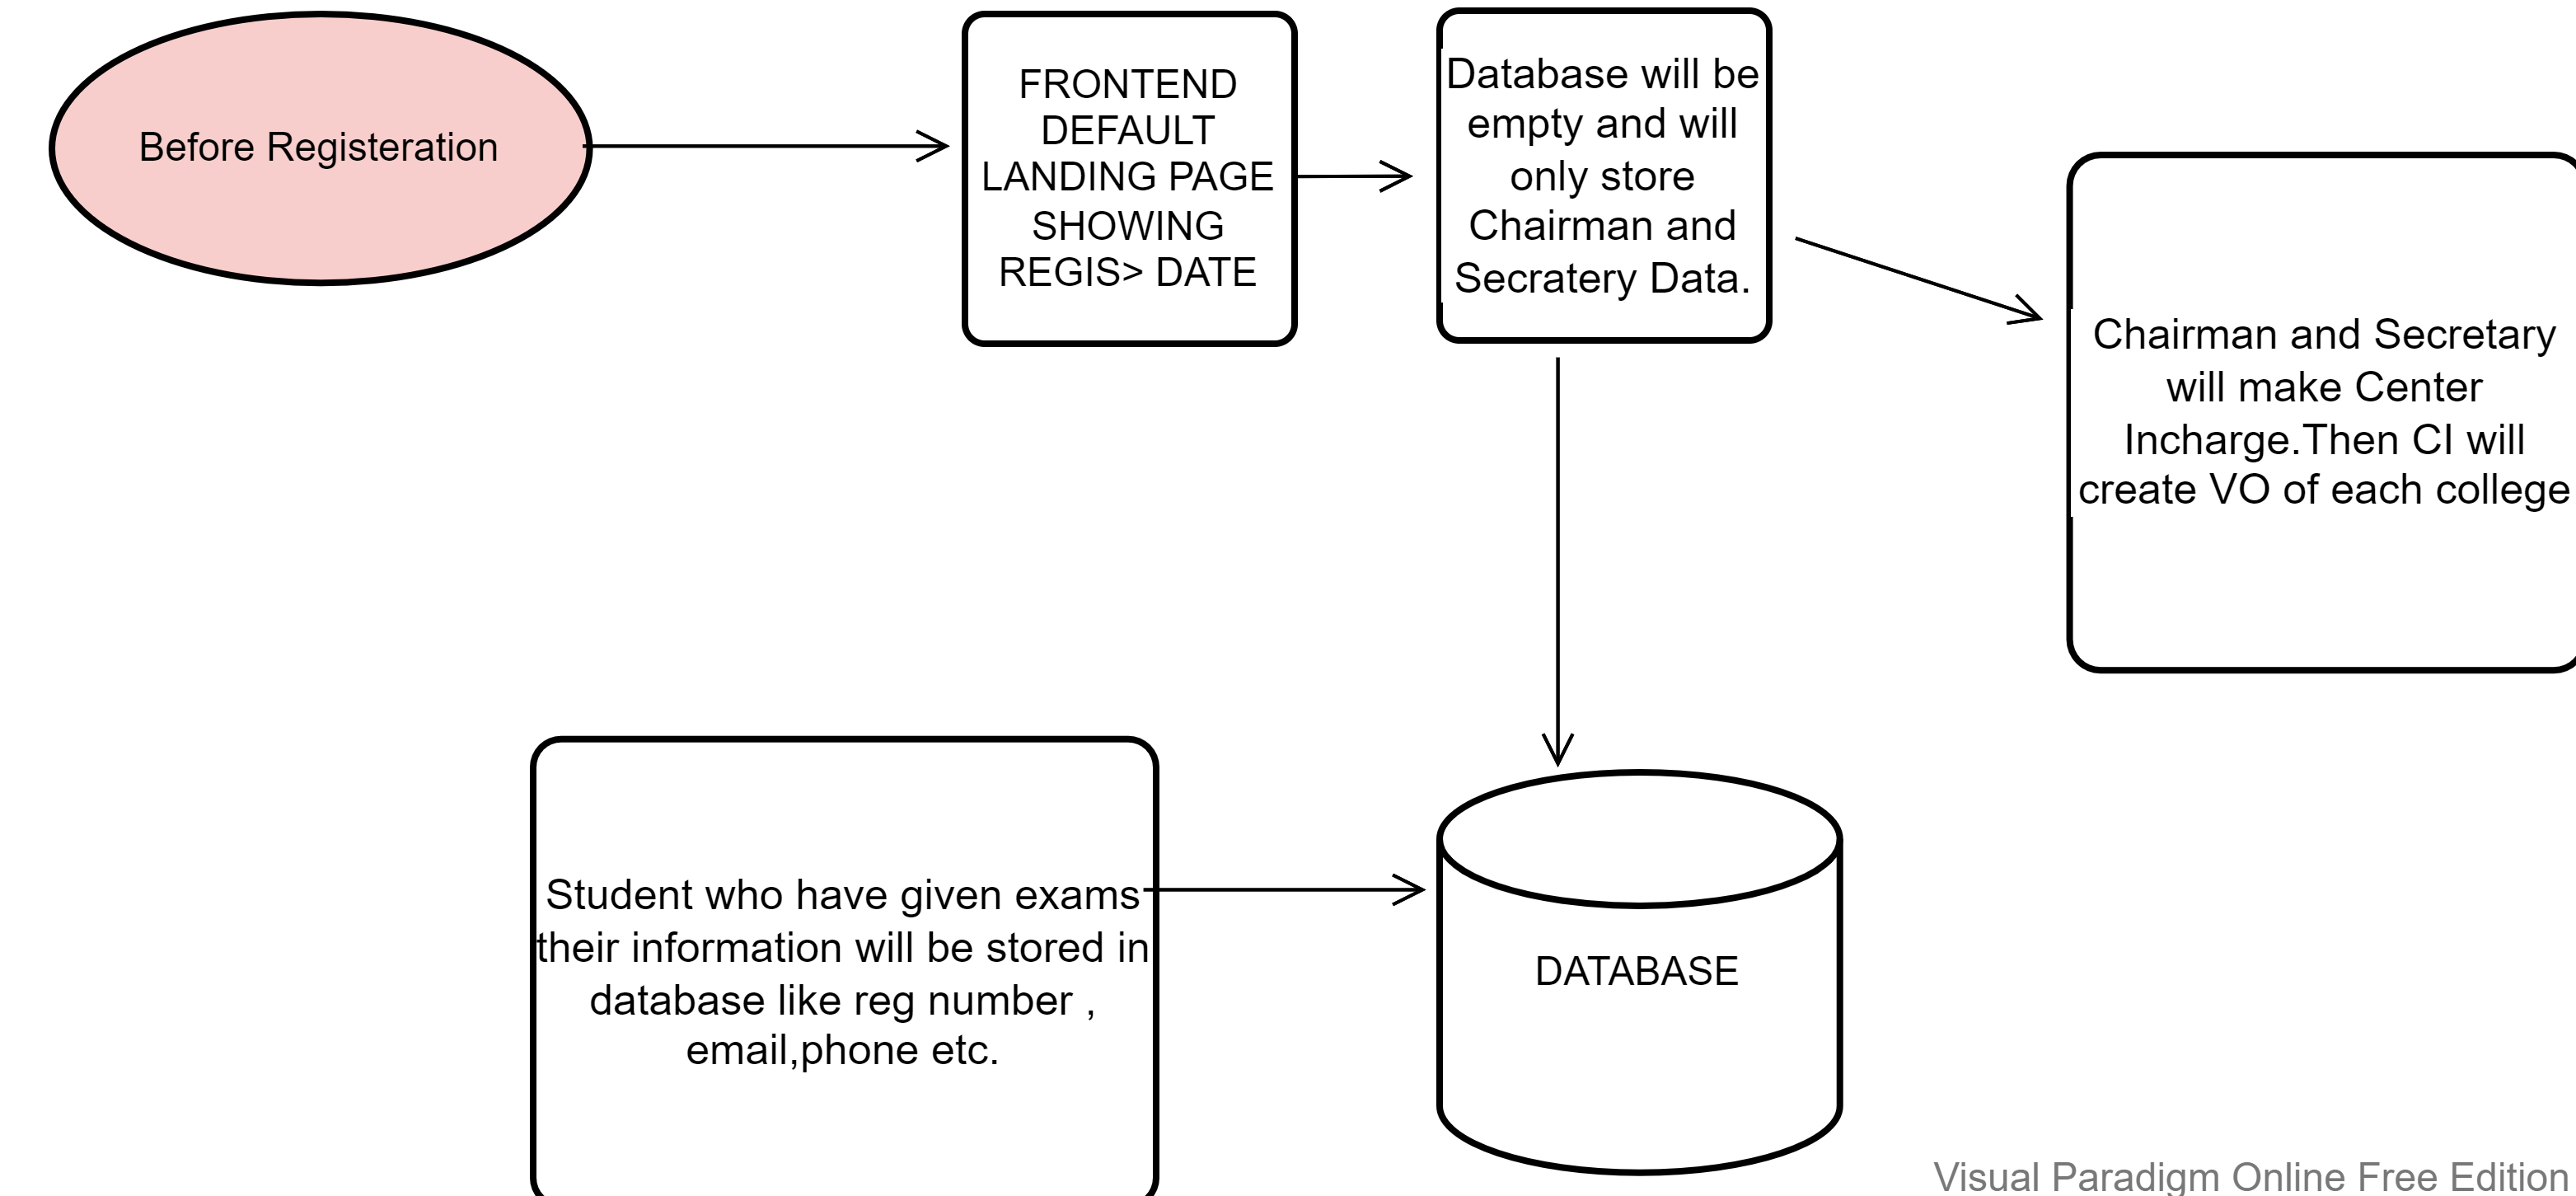 Before Registeration
FRONTEND
DEFAULT
LANDING PAGE
SHOWING
REGIS> DATE
Database will be
empty and will
only store
Chairman and
Secratery Data.
Chairman and Secretary
will make Center
Incharge.Then CI will
create VO of each college
Student who have given exams
their information will be stored in
database like reg number ,
email,phone etc.
DATABASE
Visual Paradigm Online Free Edition